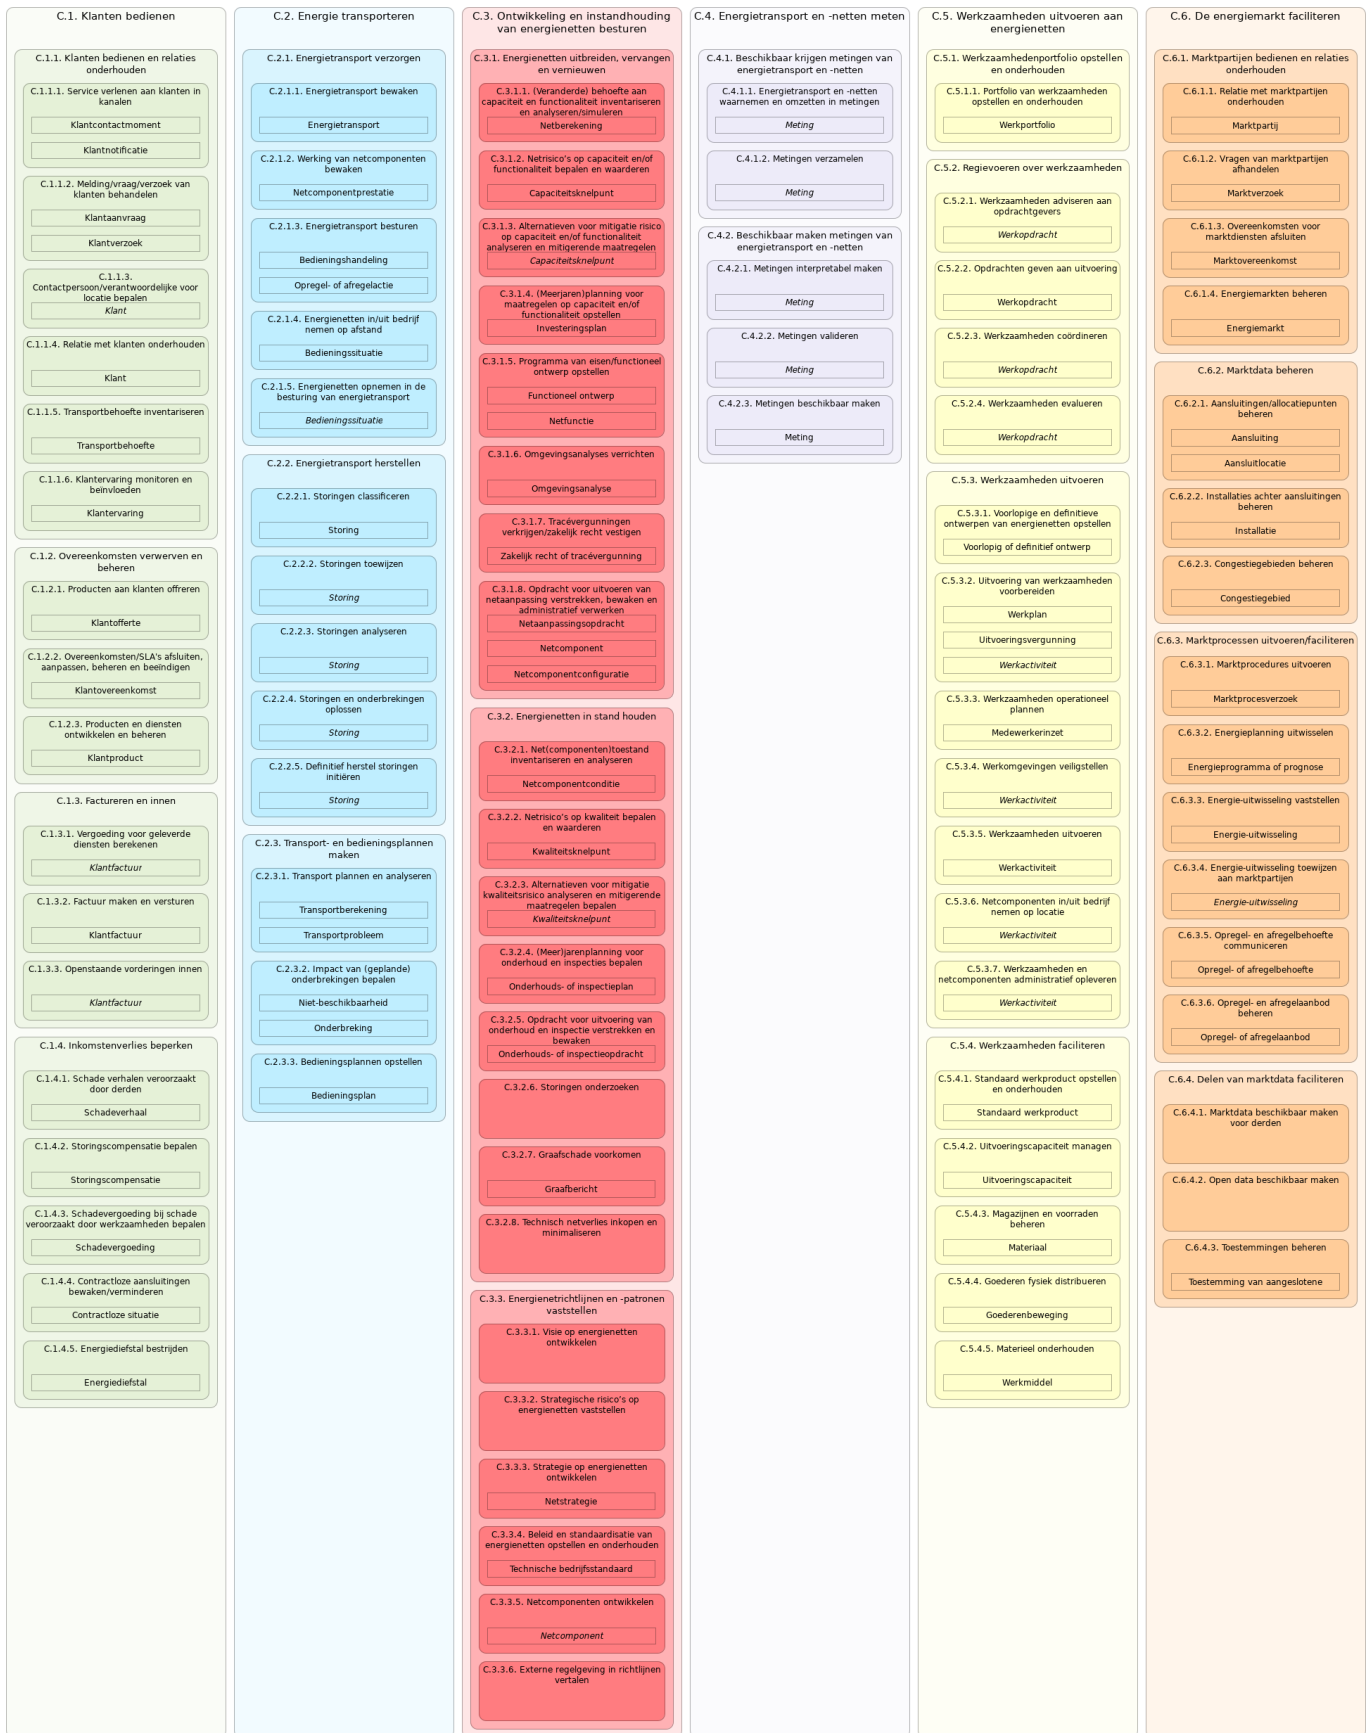 C.1. Klanten bedienen
C.1.1. Klanten bedienen en relaties
onderhouden
C.1.1.1. Service verlenen aan klanten in
kanalen
Klantcontactmoment
Klantnotificatie
C.1.1.2. Melding/vraag/verzoek van
klanten behandelen
Klantaanvraag
Klantverzoek
C.1.1.3.
Contactpersoon/verantwoordelijke voor
locatie bepalen
Klant
C.1.1.4. Relatie met klanten onderhouden
Klant
C.1.1.5. Transportbehoefte inventariseren
Transportbehoefte
C.1.1.6. Klantervaring monitoren en
beïnvloeden
Klantervaring
C.1.2. Overeenkomsten verwerven en
beheren
C.1.2.1. Producten aan klanten offreren
Klantofferte
C.1.2.2. Overeenkomsten/SLA's afsluiten,
aanpassen, beheren en beeïndigen
Klantovereenkomst
C.1.2.3. Producten en diensten
ontwikkelen en beheren
Klantproduct
C.1.3. Factureren en innen
C.1.3.1. Vergoeding voor geleverde
diensten berekenen
Klantfactuur
C.1.3.2. Factuur maken en versturen
Klantfactuur
C.1.3.3. Openstaande vorderingen innen
Klantfactuur
C.1.4. Inkomstenverlies beperken
C.1.4.1. Schade verhalen veroorzaakt
door derden
Schadeverhaal
C.1.4.2. Storingscompensatie bepalen
Storingscompensatie
C.1.4.3. Schadevergoeding bij schade
veroorzaakt door werkzaamheden bepalen
Schadevergoeding
C.1.4.4. Contractloze aansluitingen
bewaken/verminderen
Contractloze situatie
C.1.4.5. Energiediefstal bestrijden
Energiediefstal
C.2. Energie transporteren
C.2.1. Energietransport verzorgen
C.2.1.1. Energietransport bewaken
Energietransport
C.2.1.2. Werking van netcomponenten
bewaken
Netcomponentprestatie
C.2.1.3. Energietransport besturen
Bedieningshandeling
Opregel- of afregelactie
C.2.1.4. Energienetten in/uit bedrijf
nemen op afstand
Bedieningssituatie
C.2.1.5. Energienetten opnemen in de
besturing van energietransport
Bedieningssituatie
C.2.2. Energietransport herstellen
C.2.2.1. Storingen classificeren
Storing
C.2.2.2. Storingen toewijzen
Storing
C.2.2.3. Storingen analyseren
Storing
C.2.2.4. Storingen en onderbrekingen
oplossen
Storing
C.2.2.5. Definitief herstel storingen
initiëren
Storing
C.2.3. Transport- en bedieningsplannen
maken
C.2.3.1. Transport plannen en analyseren
Transportberekening
Transportprobleem
C.2.3.2. Impact van (geplande)
onderbrekingen bepalen
Niet-beschikbaarheid
Onderbreking
C.2.3.3. Bedieningsplannen opstellen
Bedieningsplan
C.3. Ontwikkeling en instandhouding
van energienetten besturen
C.3.1. Energienetten uitbreiden, vervangen
en vernieuwen
C.3.1.1. (Veranderde) behoefte aan
capaciteit en functionaliteit inventariseren
en analyseren/simuleren
Netberekening
C.3.1.2. Netrisico's op capaciteit en/of
functionaliteit bepalen en waarderen
Capaciteitsknelpunt
C.3.1.3. Alternatieven voor mitigatie risico
op capaciteit en/of functionaliteit
analyseren en mitigerende maatregelen
Capaciteitsknelpunt
C.3.1.4. (Meerjaren)planning voor
maatregelen op capaciteit en/of
functionaliteit opstellen
Investeringsplan
C.3.1.5. Programma van eisen/functioneel
ontwerp opstellen
Functioneel ontwerp
Netfunctie
C.3.1.6. Omgevingsanalyses verrichten
Omgevingsanalyse
C.3.1.7. Tracévergunningen
verkrijgen/zakelijk recht vestigen
Zakelijk recht of tracévergunning
C.3.1.8. Opdracht voor uitvoeren van
netaanpassing verstrekken, bewaken en
administratief verwerken
Netaanpassingsopdracht
Netcomponent
Netcomponentconfiguratie
C.3.2. Energienetten in stand houden
C.3.2.1. Net(componenten)toestand
inventariseren en analyseren
Netcomponentconditie
C.3.2.2. Netrisico's op kwaliteit bepalen
en waarderen
Kwaliteitsknelpunt
C.3.2.3. Alternatieven voor mitigatie
kwaliteitsrisico analyseren en mitigerende
maatregelen bepalen
Kwaliteitsknelpunt
C.3.2.4. (Meer)jarenplanning voor
onderhoud en inspecties bepalen
Onderhouds- of inspectieplan
C.3.2.5. Opdracht voor uitvoering van
onderhoud en inspectie verstrekken en
bewaken
Onderhouds- of inspectieopdracht
C.3.2.6. Storingen onderzoeken
C.3.2.7. Graafschade voorkomen
Graafbericht
C.3.2.8. Technisch netverlies inkopen en
minimaliseren
C.3.3. Energienetrichtlijnen en -patronen
vaststellen
C.3.3.1. Visie op energienetten
ontwikkelen
C.3.3.2. Strategische risico's op
energienetten vaststellen
C.3.3.3. Strategie op energienetten
ontwikkelen
Netstrategie
C.3.3.4. Beleid en standaardisatie van
energienetten opstellen en onderhouden
Technische bedrijfsstandaard
C.3.3.5. Netcomponenten ontwikkelen
Netcomponent
C.3.3.6. Externe regelgeving in richtlijnen
vertalen
C.4. Energietransport en -netten meten
C.4.1. Beschikbaar krijgen metingen van
energietransport en -netten
C.4.1.1. Energietransport en -netten
waarnemen en omzetten in metingen
Meting
C.4.1.2. Metingen verzamelen
Meting
C.4.2. Beschikbaar maken metingen van
energietransport en -netten
C.4.2.1. Metingen interpretabel maken
Meting
C.4.2.2. Metingen valideren
Meting
C.4.2.3. Metingen beschikbaar maken
Meting
C.5. Werkzaamheden uitvoeren aan
energienetten
C.5.1. Werkzaamhedenportfolio opstellen
en onderhouden
C.5.1.1. Portfolio van werkzaamheden
opstellen en onderhouden
Werkportfolio
C.5.2. Regievoeren over werkzaamheden
C.5.2.1. Werkzaamheden adviseren aan
opdrachtgevers
Werkopdracht
C.5.2.2. Opdrachten geven aan uitvoering
Werkopdracht
C.5.2.3. Werkzaamheden coördineren
Werkopdracht
C.5.2.4. Werkzaamheden evalueren
Werkopdracht
C.5.3. Werkzaamheden uitvoeren
C.5.3.1. Voorlopige en definitieve
ontwerpen van energienetten opstellen
Voorlopig of definitief ontwerp
C.5.3.2. Uitvoering van werkzaamheden
voorbereiden
Werkplan
Uitvoeringsvergunning
Werkactiviteit
C.5.3.3. Werkzaamheden operationeel
plannen
Medewerkerinzet
C.5.3.4. Werkomgevingen veiligstellen
Werkactiviteit
C.5.3.5. Werkzaamheden uitvoeren
Werkactiviteit
C.5.3.6. Netcomponenten in/uit bedrijf
nemen op locatie
Werkactiviteit
C.5.3.7. Werkzaamheden en
netcomponenten administratief opleveren
Werkactiviteit
C.5.4. Werkzaamheden faciliteren
C.5.4.1. Standaard werkproduct opstellen
en onderhouden
Standaard werkproduct
C.5.4.2. Uitvoeringscapaciteit managen
Uitvoeringscapaciteit
C.5.4.3. Magazijnen en voorraden
beheren
Materiaal
C.5.4.4. Goederen fysiek distribueren
Goederenbeweging
C.5.4.5. Materieel onderhouden
Werkmiddel
C.6. De energiemarkt faciliteren
C.6.1. Marktpartijen bedienen en relaties
onderhouden
C.6.1.1. Relatie met marktpartijen
onderhouden
Marktpartij
C.6.1.2. Vragen van marktpartijen
afhandelen
Marktverzoek
C.6.1.3. Overeenkomsten voor
marktdiensten afsluiten
Marktovereenkomst
C.6.1.4. Energiemarkten beheren
Energiemarkt
C.6.2. Marktdata beheren
C.6.2.1. Aansluitingen/allocatiepunten
beheren
Aansluiting
Aansluitlocatie
C.6.2.2. Installaties achter aansluitingen
beheren
Installatie
C.6.2.3. Congestiegebieden beheren
Congestiegebied
C.6.3. Marktprocessen uitvoeren/faciliteren
C.6.3.1. Marktprocedures uitvoeren
Marktprocesverzoek
C.6.3.2. Energieplanning uitwisselen
Energieprogramma of prognose
C.6.3.3. Energie-uitwisseling vaststellen
Energie-uitwisseling
C.6.3.4. Energie-uitwisseling toewijzen
aan marktpartijen
Energie-uitwisseling
C.6.3.5. Opregel- en afregelbehoefte
communiceren
Opregel- of afregelbehoefte
C.6.3.6. Opregel- en afregelaanbod
beheren
Opregel- of afregelaanbod
C.6.4. Delen van marktdata faciliteren
C.6.4.1. Marktdata beschikbaar maken
voor derden
C.6.4.2. Open data beschikbaar maken
C.6.4.3. Toestemmingen beheren
Toestemming van aangeslotene